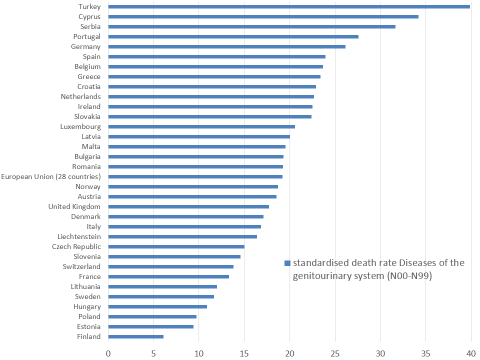 Turkey
Cyprus
Serbia
Portugal
Germany
Spain
Belgium
Greece
Croatia
Netherlands
Ireland
Slovakia
Luxembourg
Latvia
Malta
Bulgaria
Romania
European Union (28 countries)
Norway
Austria
United Kingdom
Denmark
Italy
Liechtenstein
Czech Republic
Slovenia
Switzerland
France
Lithuania
Sweden
Hungary
Poland
Estonia
Finland
standardised death rate Diseases of the
genitourinary system (N00-N99)
0 5 10 15 20 25 30 35 40